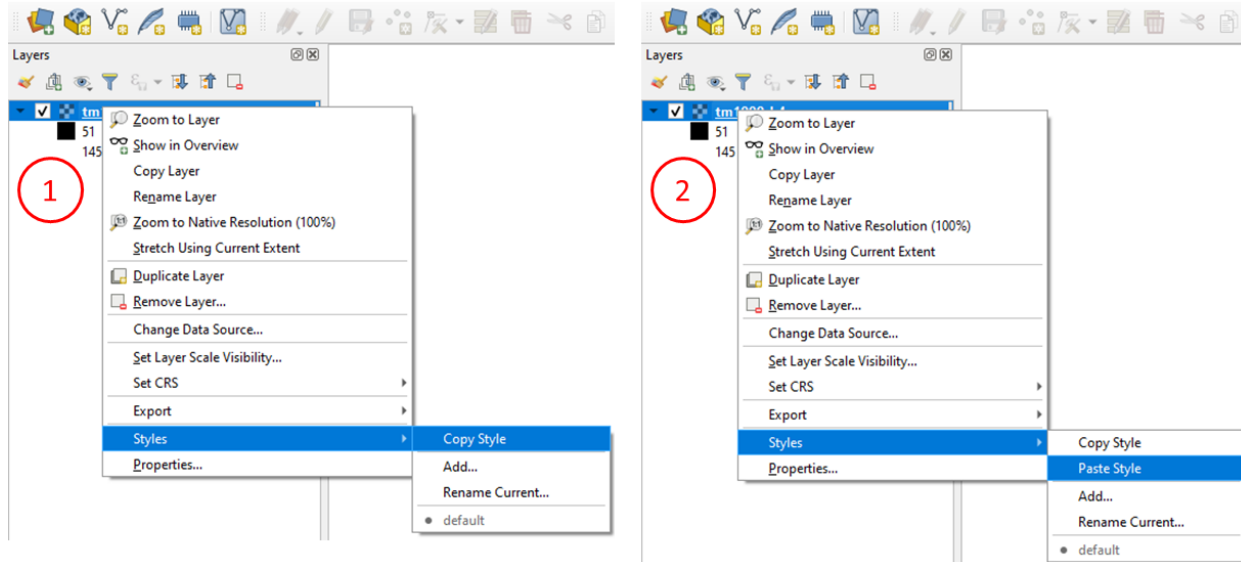 Layers
tm
51
145
1
Zoom to Layer
Show in Overview
Copy Layer
Rename Layer
Zoom to Native Resolution (100%)
Stretch Using Current Extent
Duplicate Layer
Remove Layer...
Change Data Source...
Set Layer Scale Visibility...
Set CRS
Export
Styles
Properties...
Copy Style
Add...
Rename Current...
default
Layers
51
145
2
Zoom to Layer
Show in Overview
Copy Layer
Rename Layer
Zoom to Native Resolution (100%)
Stretch Using Current Extent
Duplicate Layer
Remove Layer...
Change Data Source...
Set Layer Scale Visibility...
Set CRS
Export
Styles
Properties...
Copy Style
Paste Style
Add...
Rename Current...
default